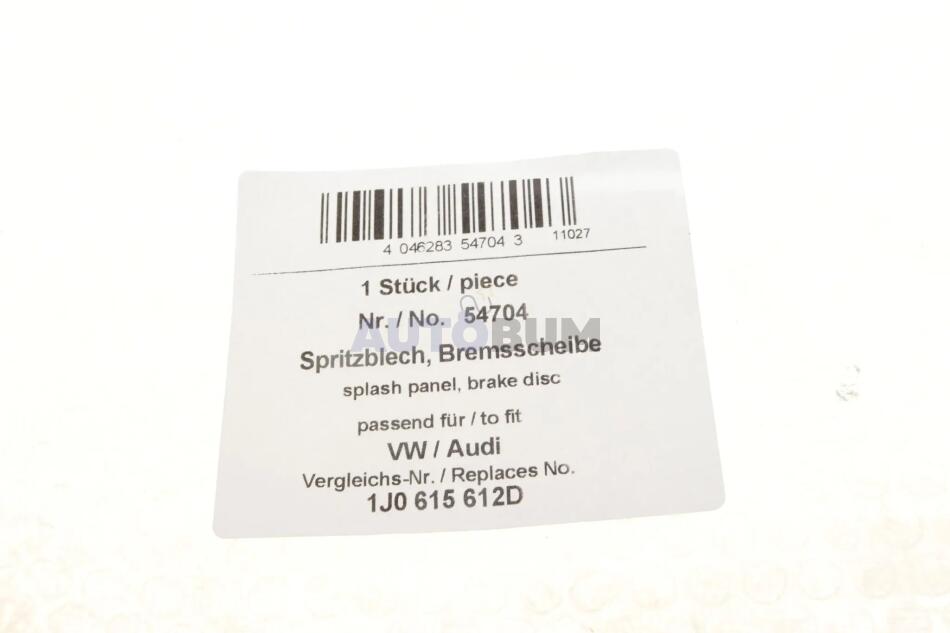 4 046283 54704 3 11027
1 Stück / piece
Nr. / No. 54704
AUTOBUM
Spritzblech, Bremsscheibe
splash panel, brake disc
passend für / to fit
VW / Audi
Vergleichs-Nr. / Replaces No.
1J0 615 612D